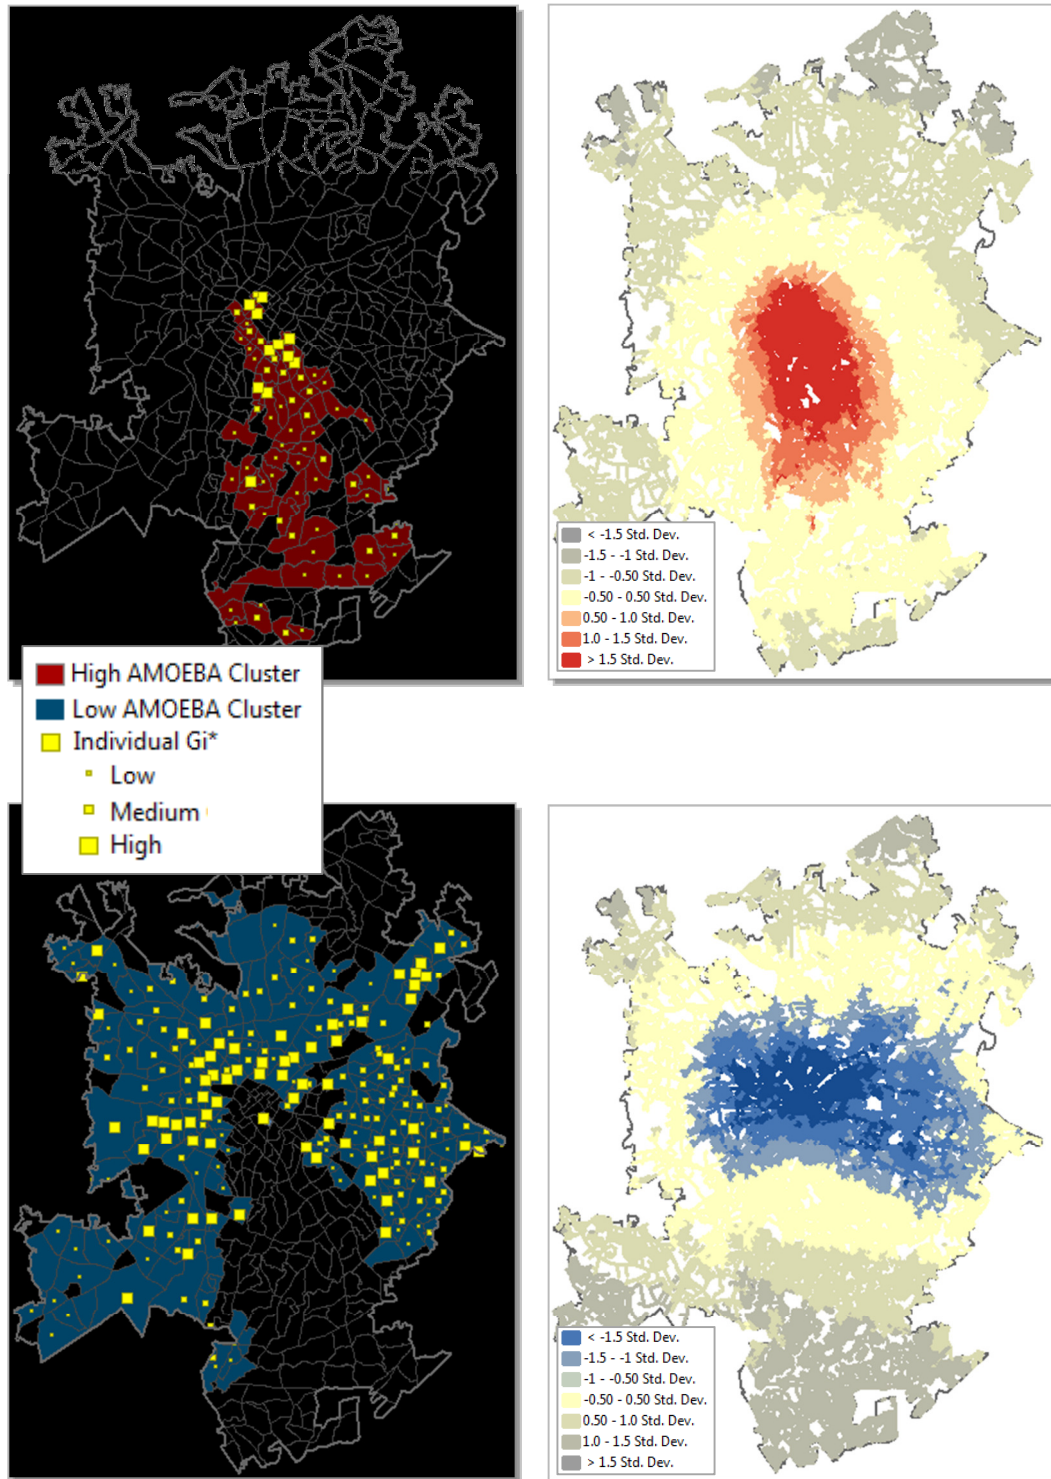 < -1.5 Std. Dev.
-1.5 - -1 Std. Dev.
-1 - -0.50 Std. Dev.
-0.50 - 0.50 Std. Dev.
0.50 - 1.0 Std. Dev.
1.0 - 1.5 Std. Dev.
> 1.5 Std. Dev.
High AMOEBA Cluster
Low AMOEBA Cluster
Individual Gi*
Low
Medium
High
< -1.5 Std. Dev.
-1.5 - -1 Std. Dev.
-1 - -0.50 Std. Dev.
-0.50 - 0.50 Std. Dev.
0.50 - 1.0 Std. Dev.
1.0 - 1.5 Std. Dev.
> 1.5 Std. Dev.